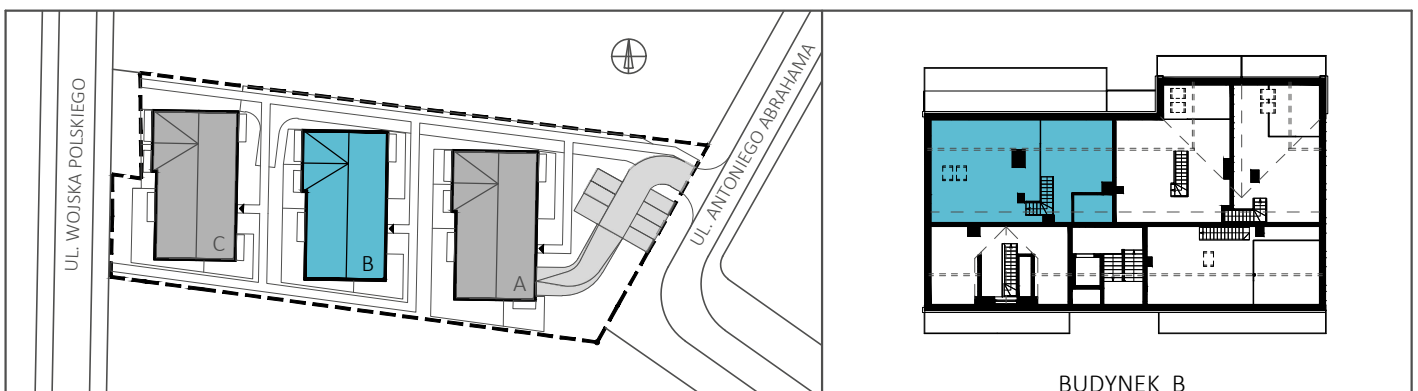 UL. WOJSKA POLSKIEGO
C
B
A
UL. ANTONIEGO ABRAHAMA
BUDYNEK B